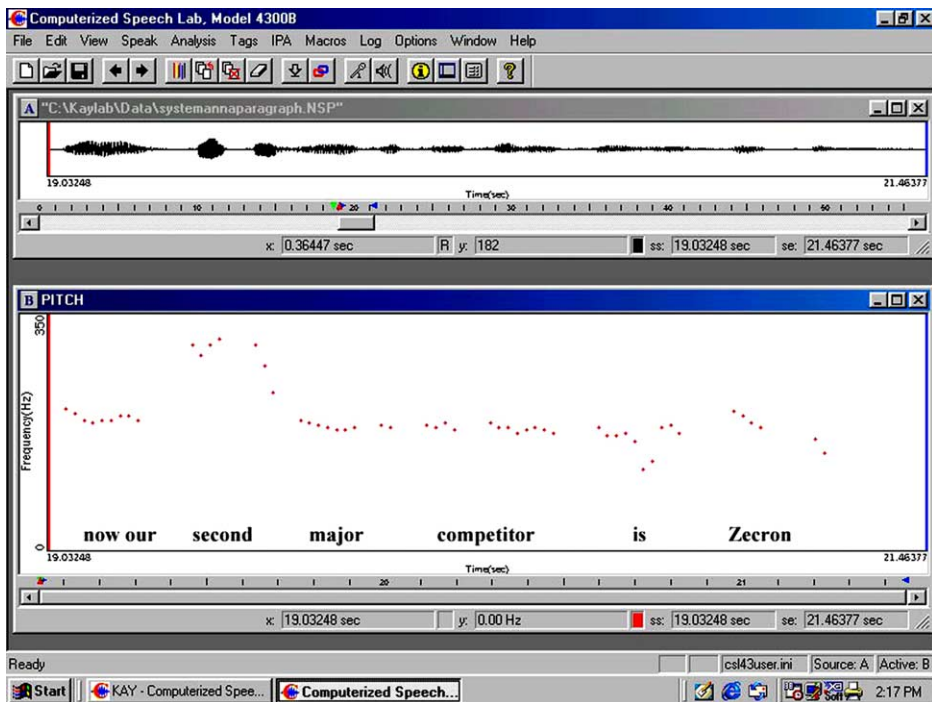 Computerized Speech Lab, Model 4300B
File Edit View Speak Analysis Tags IPA Macros Log Options Window Help
A "C:\Kaylab\Data\systemannaparagraph.NSP"
19.03248 21.46377
Time(sec)
0 10 20 30 40 50
x: 0.36447 sec R y: 182 ss: 19.03248 sec se: 21.46377 sec
B PITCH
350
Frequency(Hz)
now our second major competitor is Zecron
0
19.03248 21.46377
Time(sec)
20 21
x: 19.03248 sec y: 0.00 Hz ss: 19.03248 sec se: 21.46377 sec
Ready csl43user.ini Source: A Active: B
Start KAY - Computerized Spee... Computerized Speech... 2:17 PM